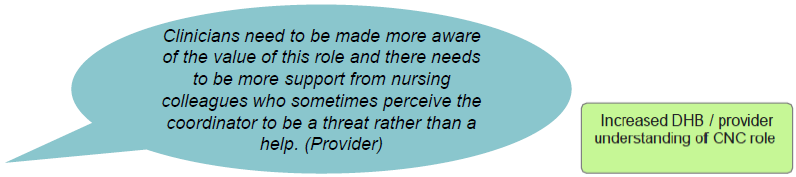 Clinicians need to be made more aware
of the value of this role and there needs
to be more support from nursing
colleagues who sometimes perceive the
coordinator to be a threat rather than a
help. (Provider)
Increased DHB / provider
understanding of CNC role